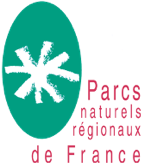 Parcs
naturels
régionaux
de France